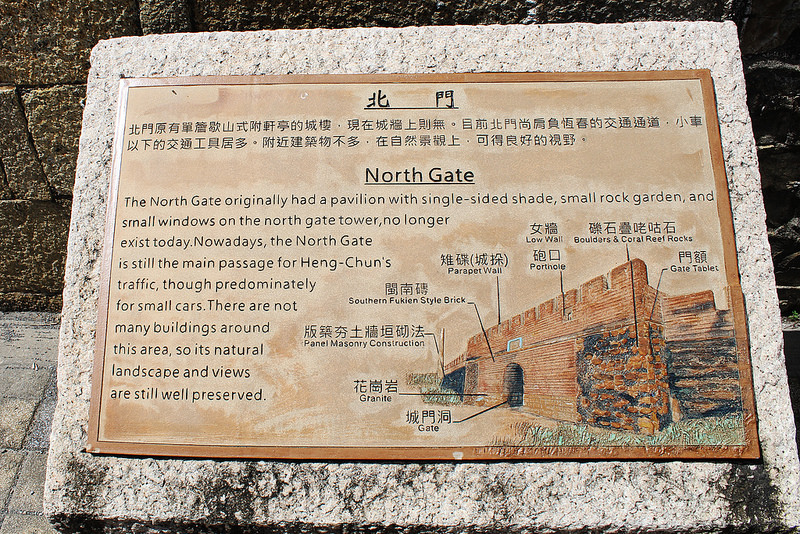 北 門
北門原有單簷歇山式附軒亭的城樓，現在城牆上則無。目前北門尚肩負恆春的交通通道，小車
以下的交通工具居多。附近建築物不多，在自然景觀上，可得良好的視野。
North Gate
The North Gate originally had a pavilion with single-sided shade, small rock garden, and
small windows on the north gate tower,no longer
exist today.Nowadays, the North Gate
is still the main passage for Heng-Chun's
traffic, though predominately
for small cars.There are not
many buildings around
this area, so its natural
landscape and views
are still well preserved.
女牆
Low Wall
礫石疊咾咕石
Boulders & Coral Reef Rocks
雉碟(城垛)
Parapet Wall
砲口
Porthole
門額
Gate Tablet
閩南磚
Southern Fukien Style Brick
版築夯土牆垣砌法
Panel Masonry Construction
花崗岩
Granite
城門洞
Gate